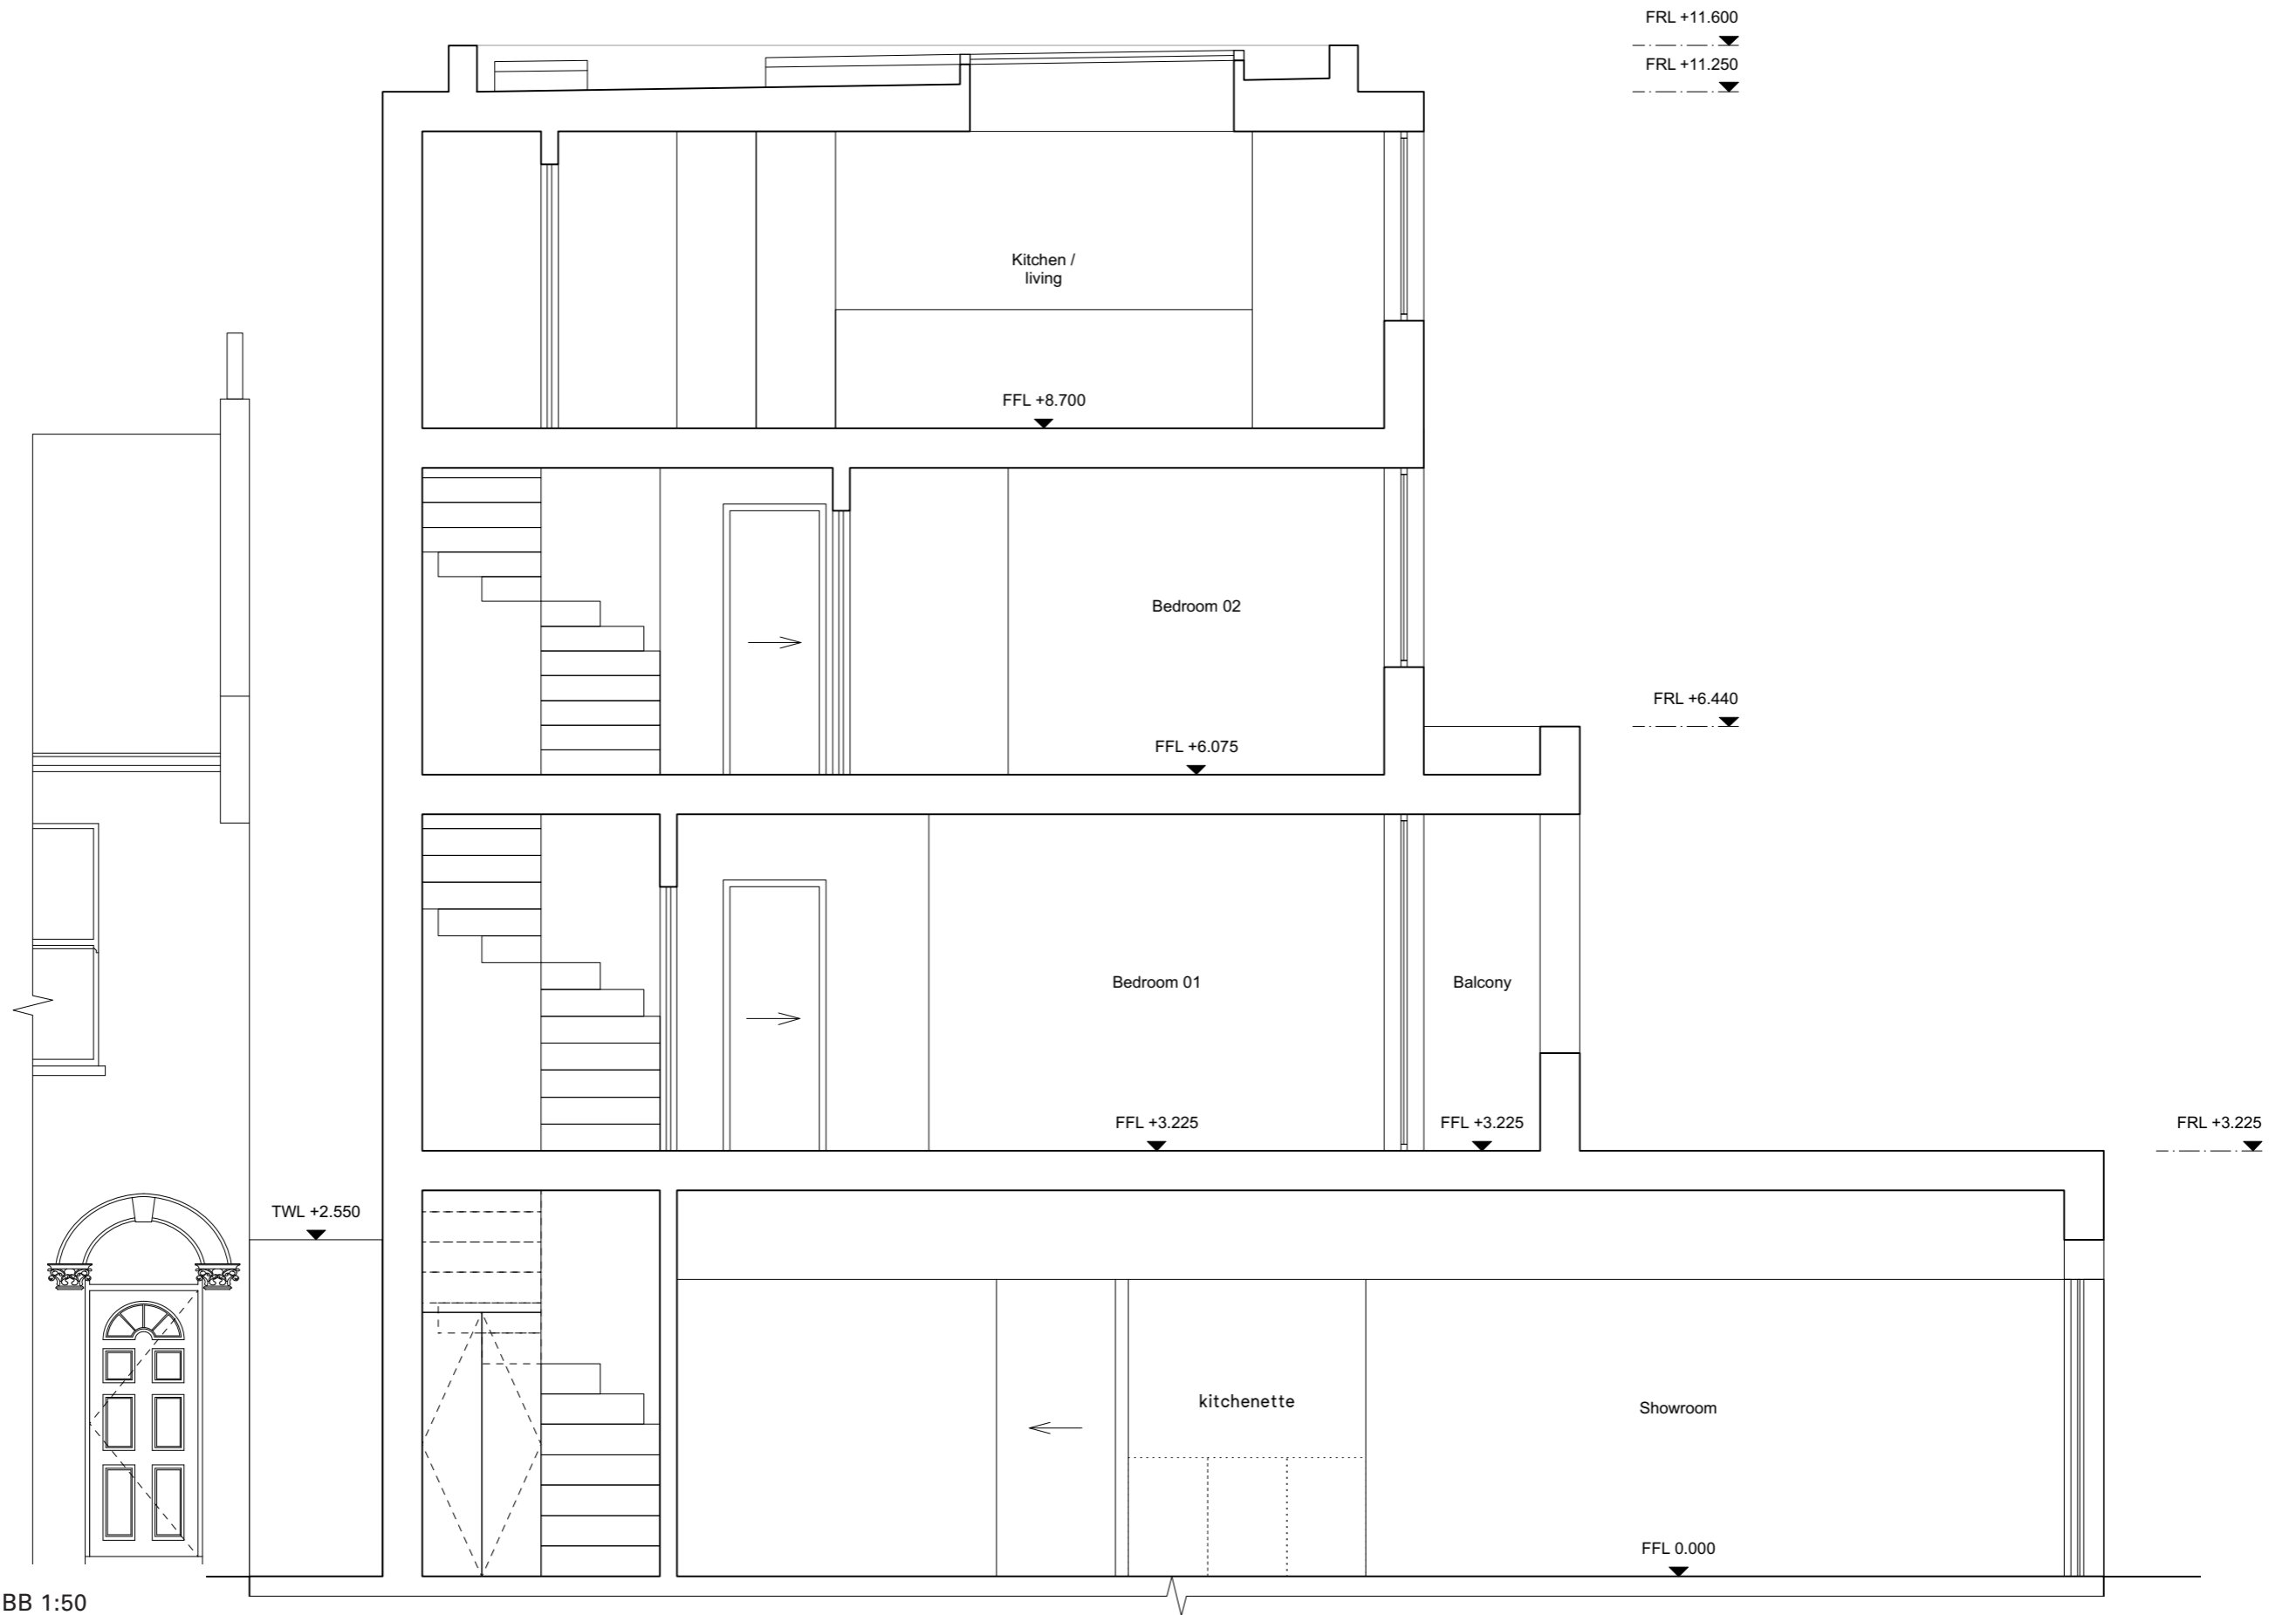 FRL +11.600
FRL +11.250
Kitchen /
living
FFL +8.700
Bedroom 02
FRL +6.440
FFL +6.075
Bedroom 01
Balcony
FFL +3.225
FFL +3.225
FRL +3.225
TWL +2.550
kitchenette
Showroom
FFL 0.000
BB 1:50